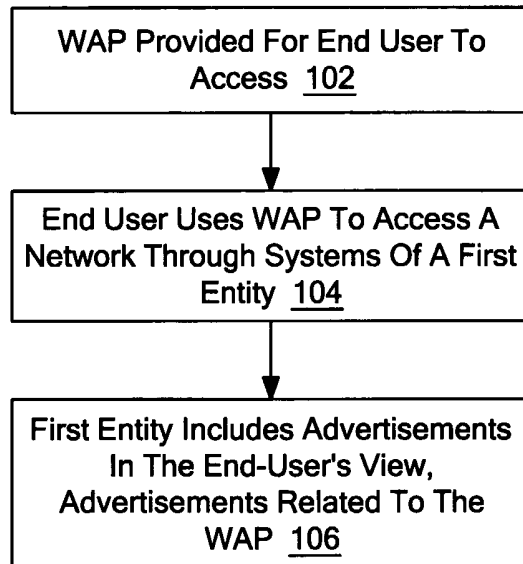 WAP Provided For End User To
Access 102
End User Uses WAP To Access A
Network Through Systems Of A First
Entity 104
First Entity Includes Advertisements
In The End-User's View,
Advertisements Related To The
WAP 106